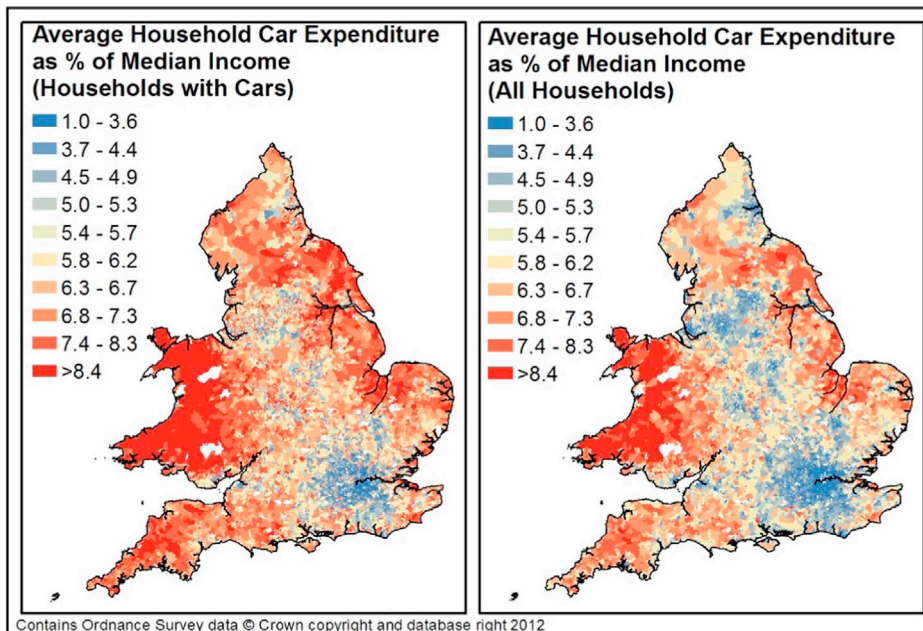 Average Household Car Expenditure
as % of Median Income
(Households with Cars)
1.0 - 3.6
3.7 - 4.4
4.5 - 4.9
5.0 - 5.3
5.4 - 5.7
5.8 - 6.2
6.3 - 6.7
6.8 - 7.3
7.4 - 8.3
>8.4
Average Household Car Expenditure
as % of Median Income
(All Households)
1.0 - 3.6
3.7 - 4.4
4.5 - 4.9
5.0 - 5.3
5.4 - 5.7
5.8 - 6.2
6.3 - 6.7
6.8 - 7.3
7.4 - 8.3
>8.4
Contains Ordnance Survey data © Crown copyright and database right 2012